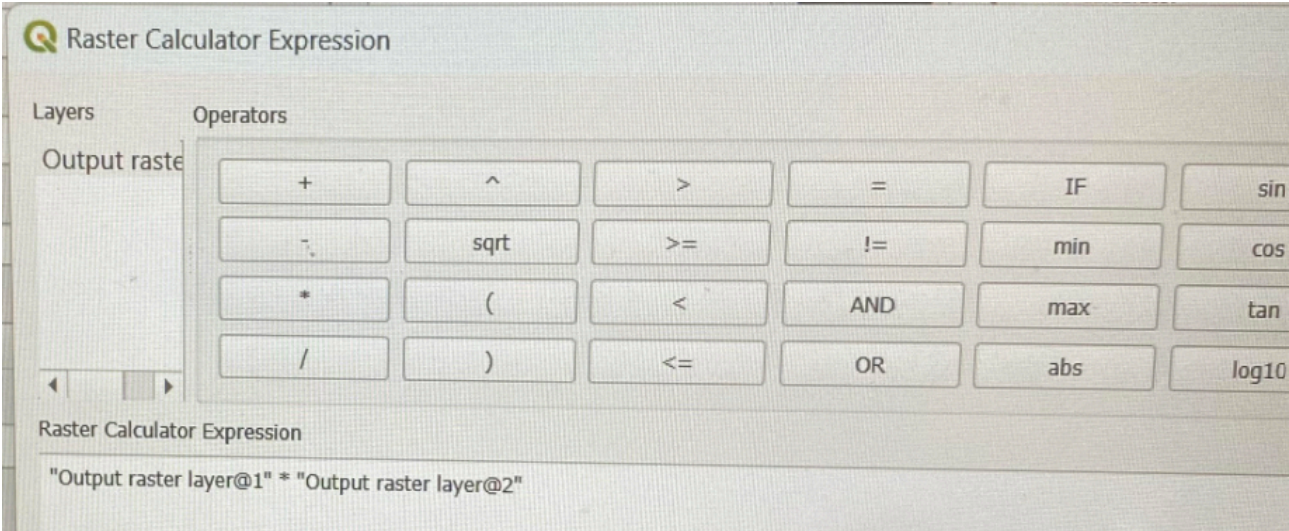 Raster Calculator Expression
Layers Operators
Output raste
+ ^ > = IF sin
- sqrt >= != min cos
* ( < AND max tan
/ ) <= OR abs log10
Raster Calculator Expression
"Output raster layer@1" * "Output raster layer@2"